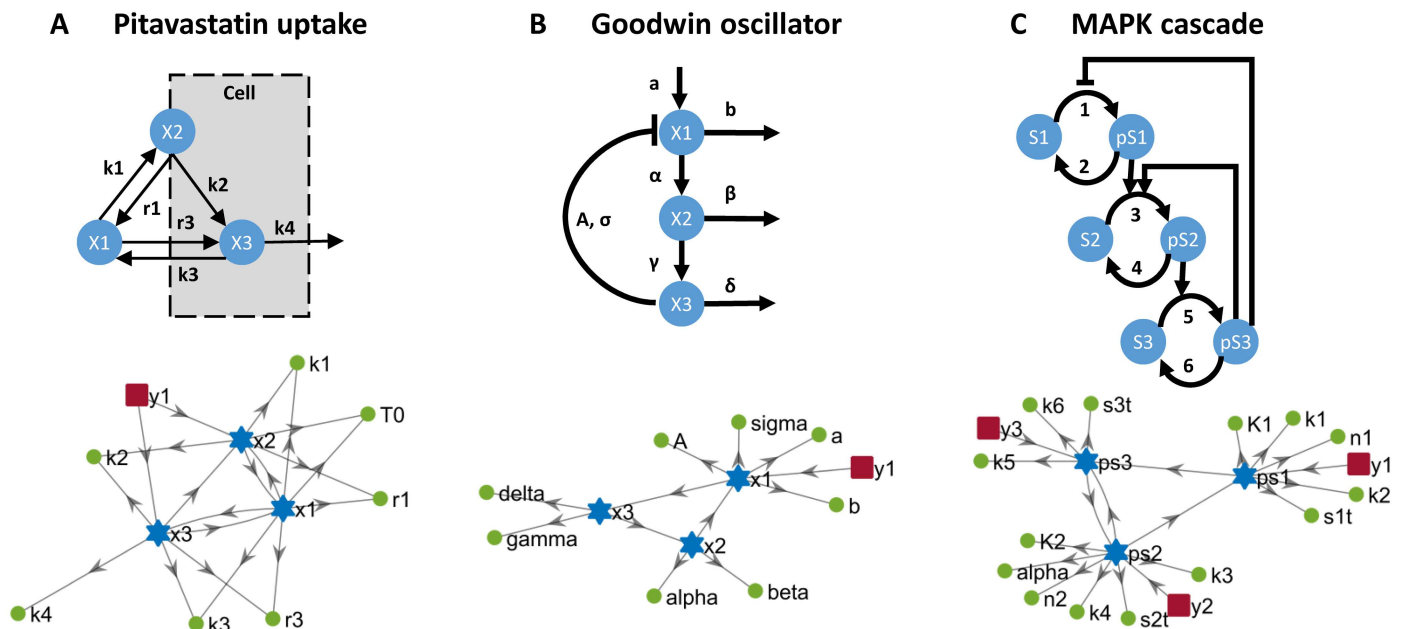 A Pitavastatin uptake
B Goodwin oscillator
C MAPK cascade
Cell
X2
k1
k2
r1
r3
X1
X3
k4
k3
a
X1
b
α
β
A, σ
X2
γ
δ
X3
1
S1
pS1
2
3
S2
pS2
4
5
S3
pS3
6
k1
y1
T0
x2
k2
r1
x1
x3
k4
k3
r3
sigma
A
a
y1
x1
delta
b
x3
gamma
x2
alpha
beta
k6
s3t
y3
K1
k1
n1
k5
ps3
y1
ps1
k2
s1t
K2
ps2
alpha
k3
n2
y2
k4
s2t